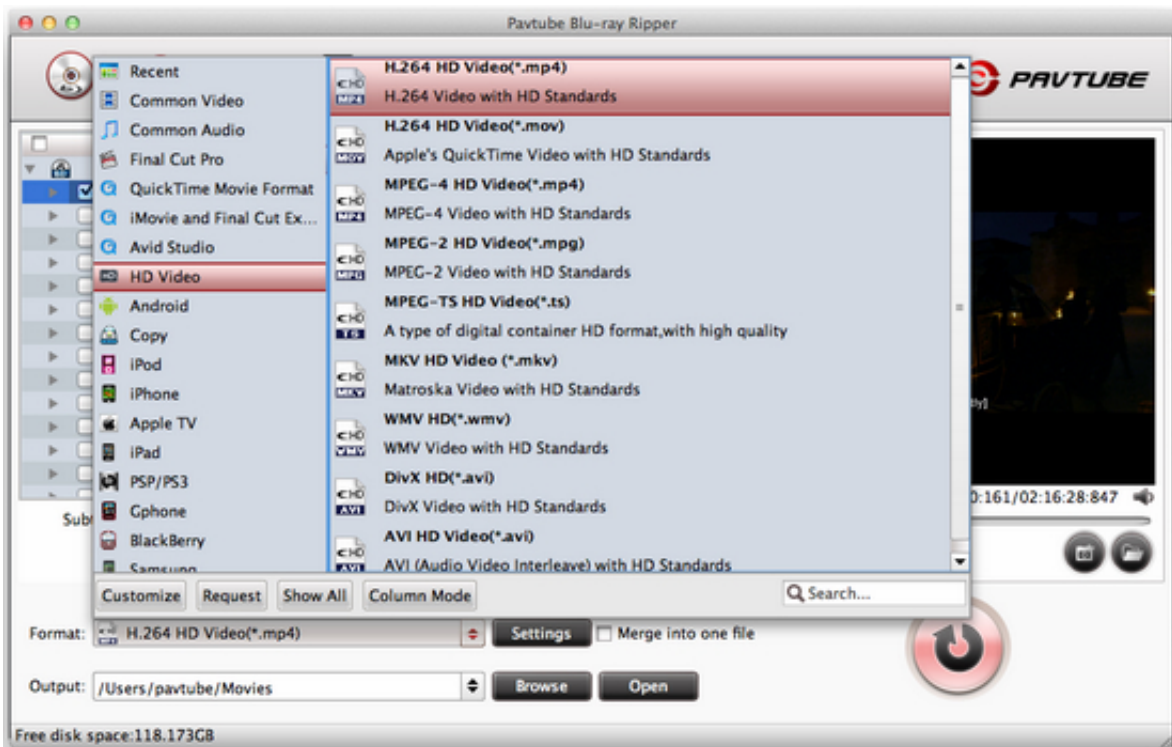 Pavtube Blu-ray Ripper
PAVTUBE
Recent
Common Video
Common Audio
Final Cut Pro
QuickTime Movie Format
iMovie and Final Cut Ex...
Avid Studio
HD Video
Android
Copy
iPod
iPhone
Apple TV
iPad
PSP/PS3
Gphone
BlackBerry
Samsung
H.264 HD Video(*.mp4)
H.264 Video with HD Standards
H.264 HD Video(*.mov)
Apple's QuickTime Video with HD Standards
MPEG-4 HD Video(*.mp4)
MPEG-4 Video with HD Standards
MPEG-2 HD Video(*.mpg)
MPEG-2 Video with HD Standards
MPEG-TS HD Video(*.ts)
A type of digital container HD format,with high quality
MKV HD Video (*.mkv)
Matroska Video with HD Standards
WMV HD(*.wmv)
WMV Video with HD Standards
DivX HD(*.avi)
DivX Video with HD Standards
AVI HD Video(*.avi)
AVI (Audio Video Interleave) with HD Standards
0:161/02:16:28:847
Subt
Customize Request Show All Column Mode Search...
Format: H.264 HD Video(*.mp4) Settings Merge into one file
Output: /Users/pavtube/Movies Browse Open
Free disk space:118.173GB